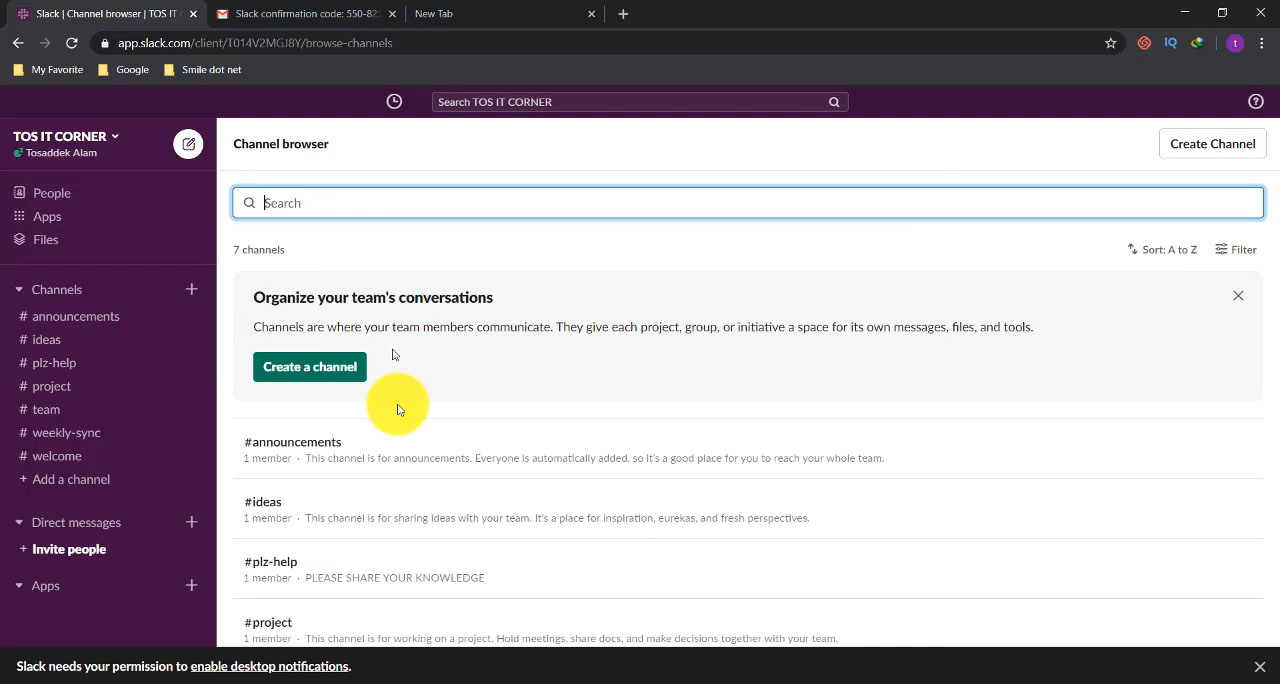 Slack | Channel browser | TOS IT C
Slack confirmation code: 550-82
New Tab
app.slack.com/client/T014V2MGJ8Y/browse-channels
IQ
t
My Favorite
Google
Smile dot net
Search TOS IT CORNER
TOS IT CORNER
Tosaddek Alam
Channel browser
Create Channel
People
Apps
Files
Search
7 channels
Sort: A to Z
Filter
Channels
# announcements
# ideas
# plz-help
# project
# team
# weekly-sync
# welcome
+ Add a channel
Direct messages
+ Invite people
Apps
Organize your team's conversations
Channels are where your team members communicate. They give each project, group, or initiative a space for its own messages, files, and tools.
Create a channel
#announcements
1 member · This channel is for announcements. Everyone is automatically added, so it's a good place for you to reach your whole team.
#ideas
1 member · This channel is for sharing ideas with your team. It's a place for inspiration, eurekas, and fresh perspectives.
#plz-help
1 member · PLEASE SHARE YOUR KNOWLEDGE
#project
1 member · This channel is for working on a project. Hold meetings, share docs, and make decisions together with your team.
Slack needs your permission to enable desktop notifications.